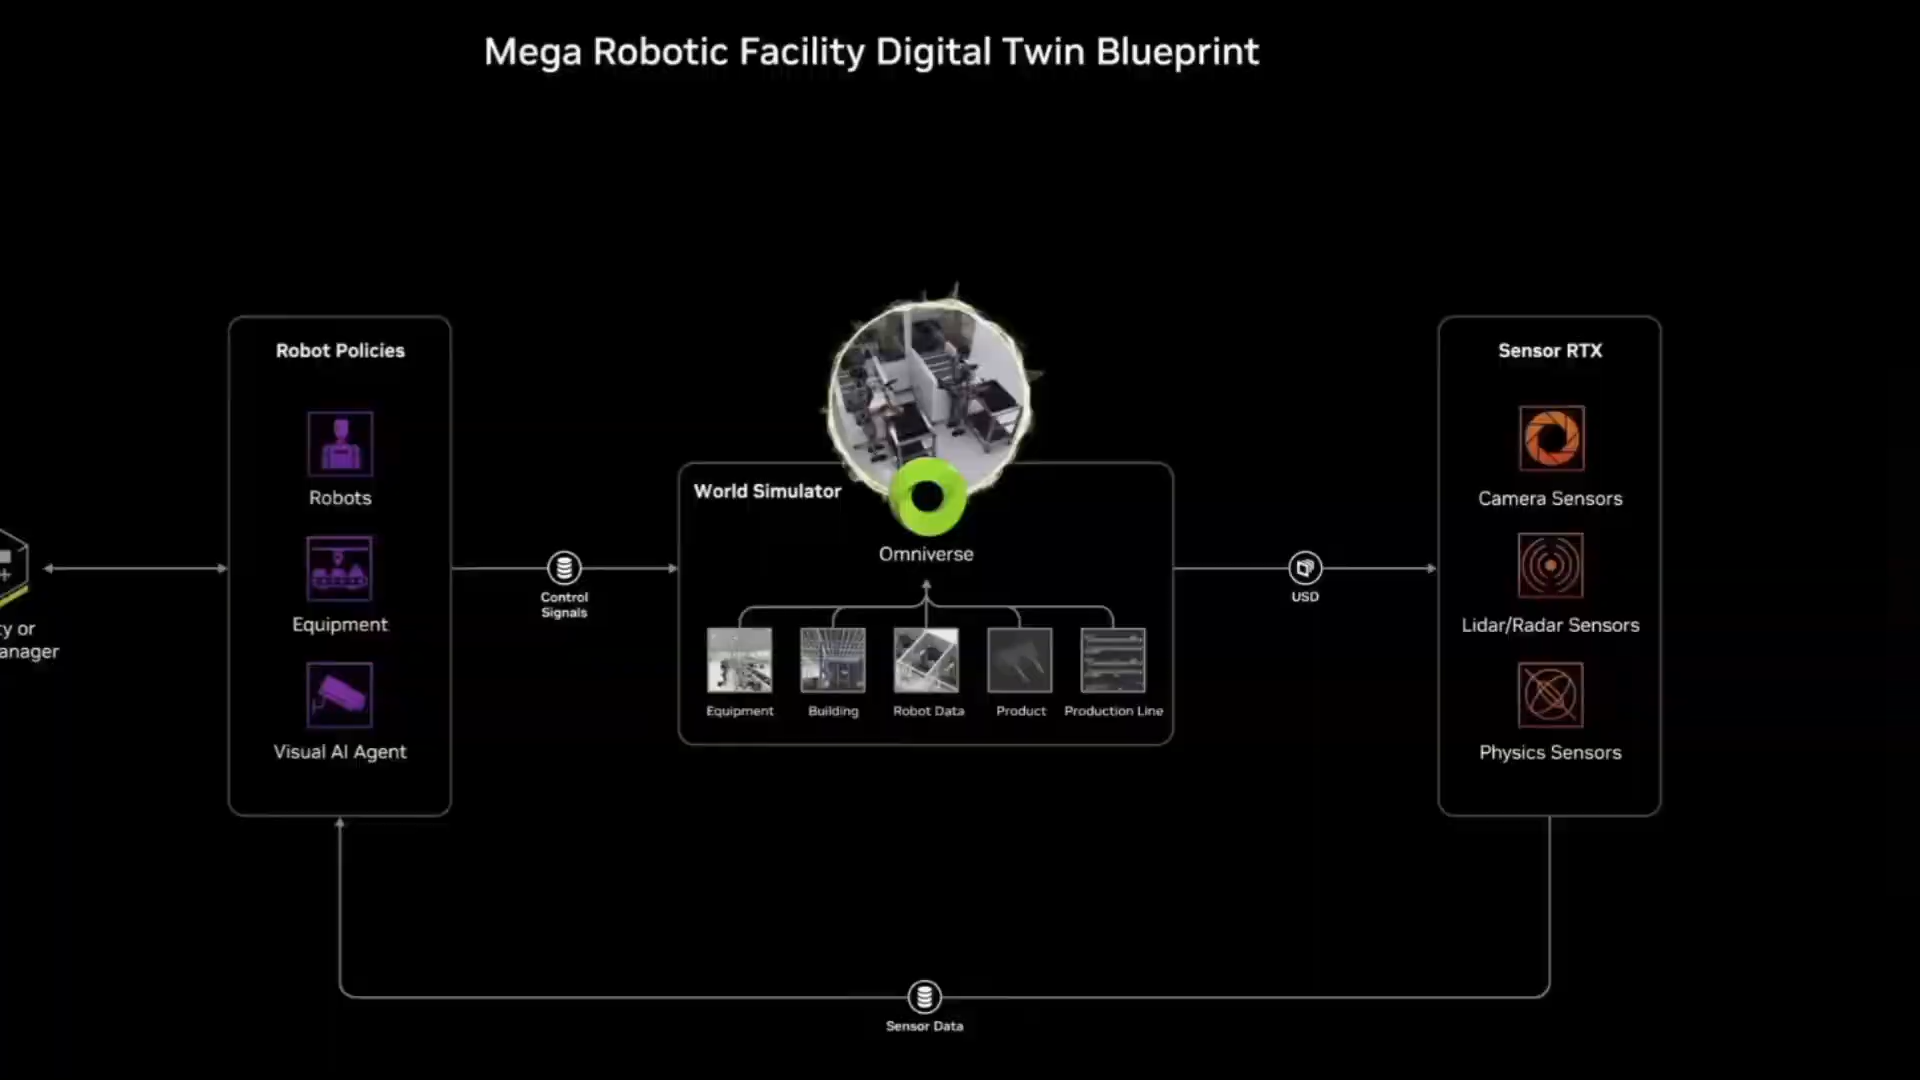 Mega Robotic Facility Digital Twin Blueprint
Robot Policies
Robots
Equipment
Visual AI Agent
or
Control
Signals
World Simulator
Omniverse
Equipment
Building
Robot Data
Product
Production Line
USD
Sensor RTX
Camera Sensors
Lidar/Radar Sensors
Physics Sensors
Sensor Data